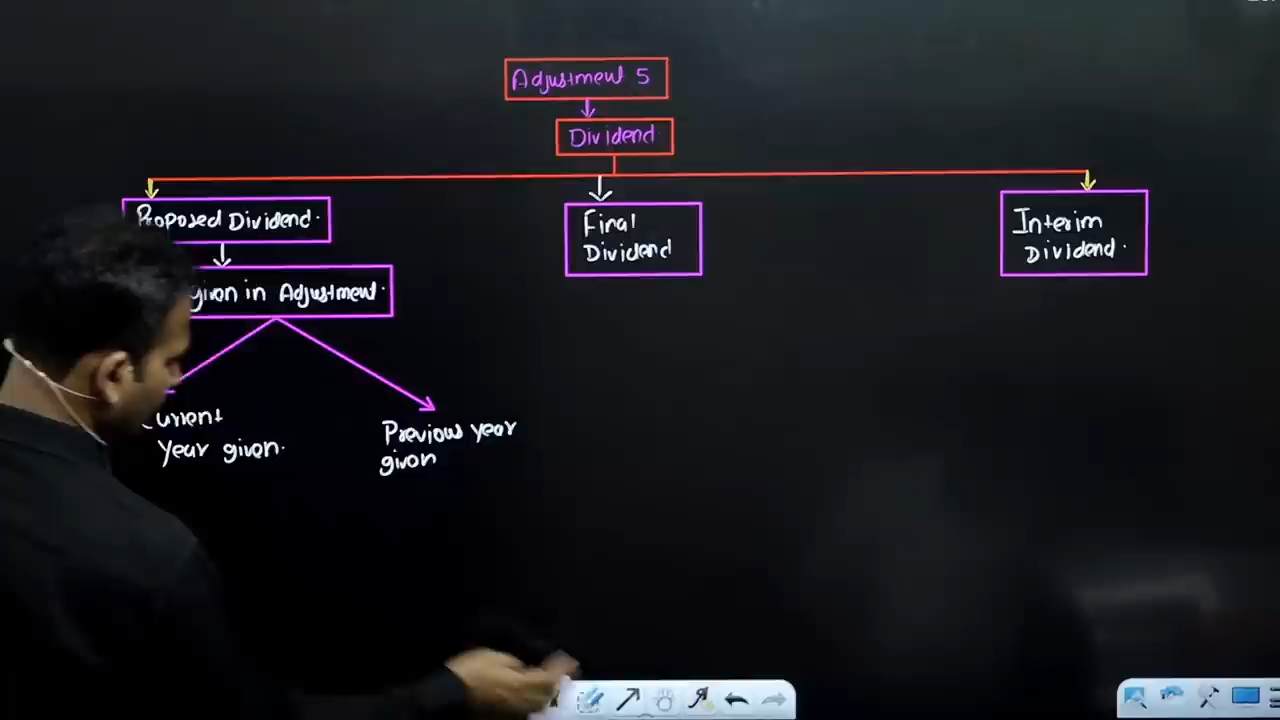 Adjustment 5
Dividend
Proposed Dividend.
Final
Dividend
Interim
Dividend.
given in Adjustment.
Year given.
Previous year
given